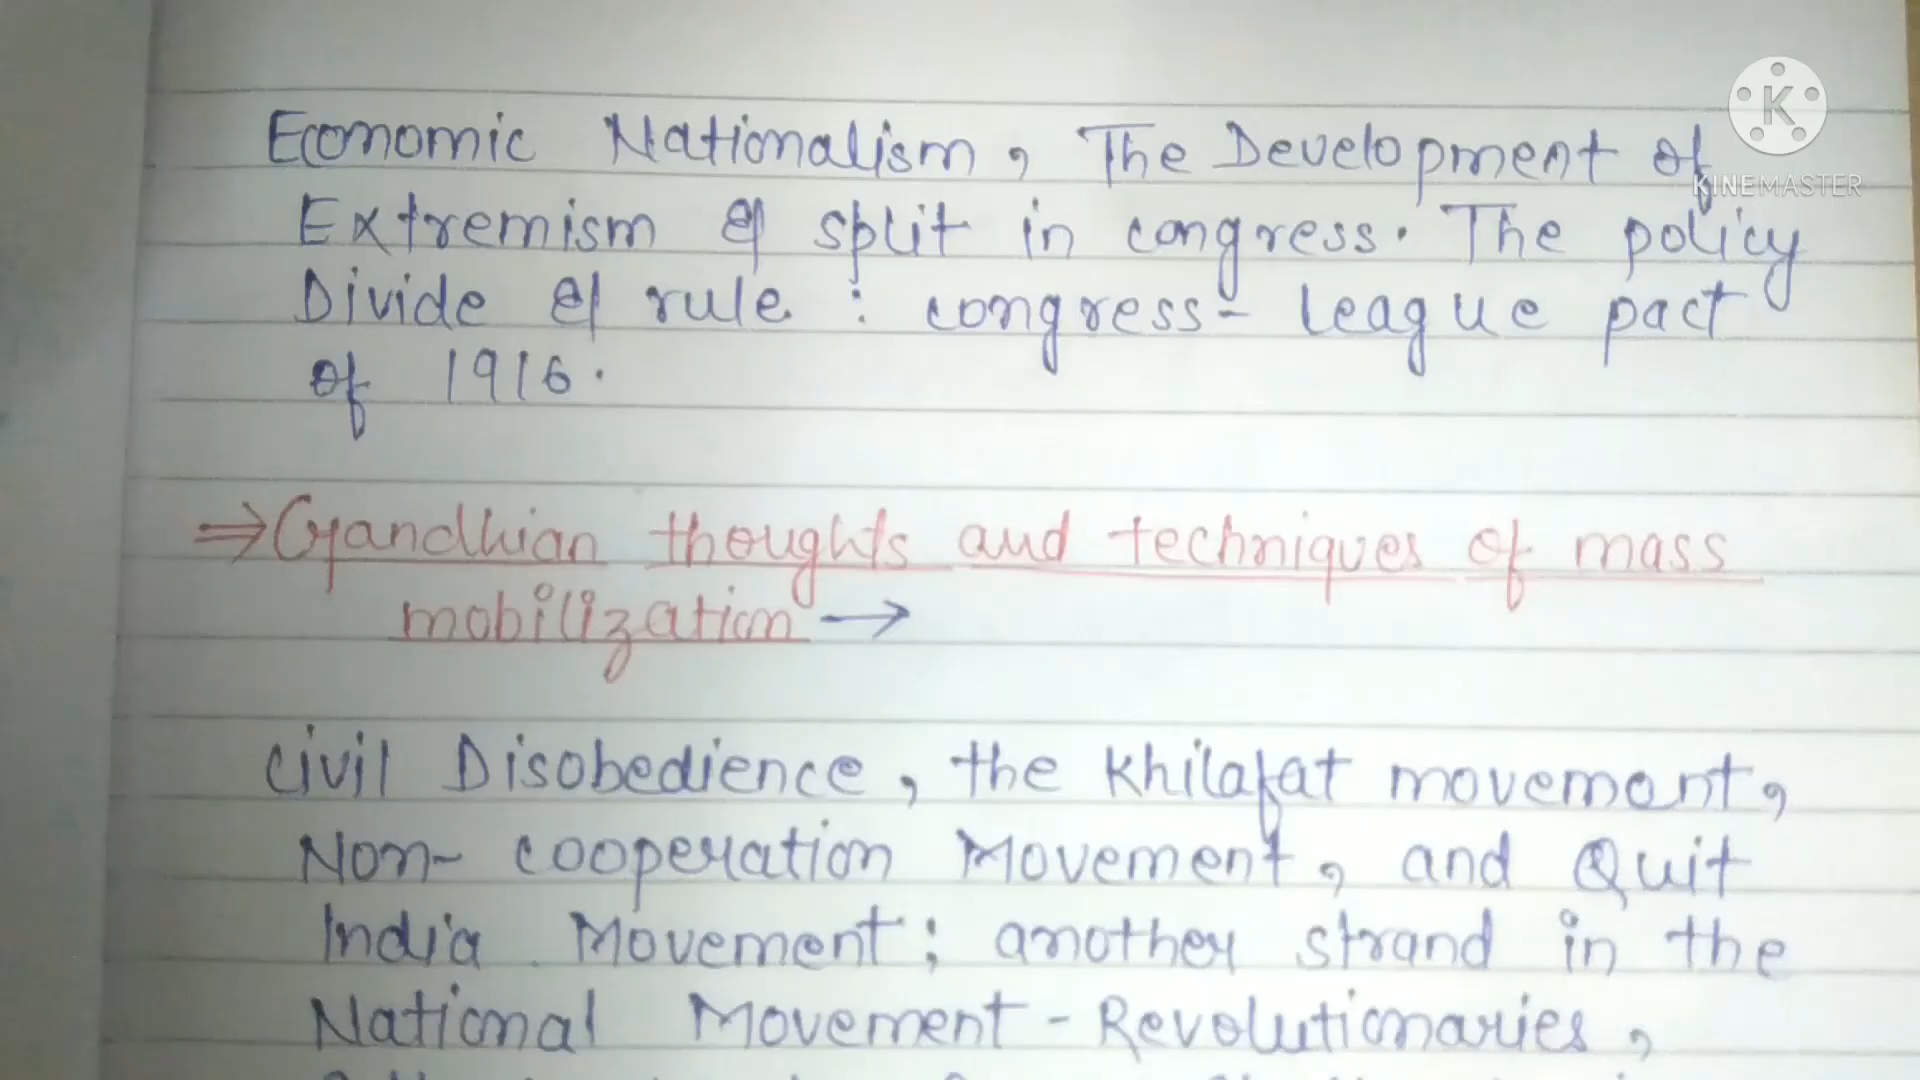 Economic Nationalism, The Development of
Extremism & split in congress. The policy
Divide & rule : congress- league pact
of 1916.
⇒ Gandhian thoughts and techniques of mass
mobilization →
civil Disobedience, the Khilafat movement,
Non- cooperation Movement, and Quit
India Movement; another strand in the
National Movement - Revolutionaries,
K
KINEMASTER